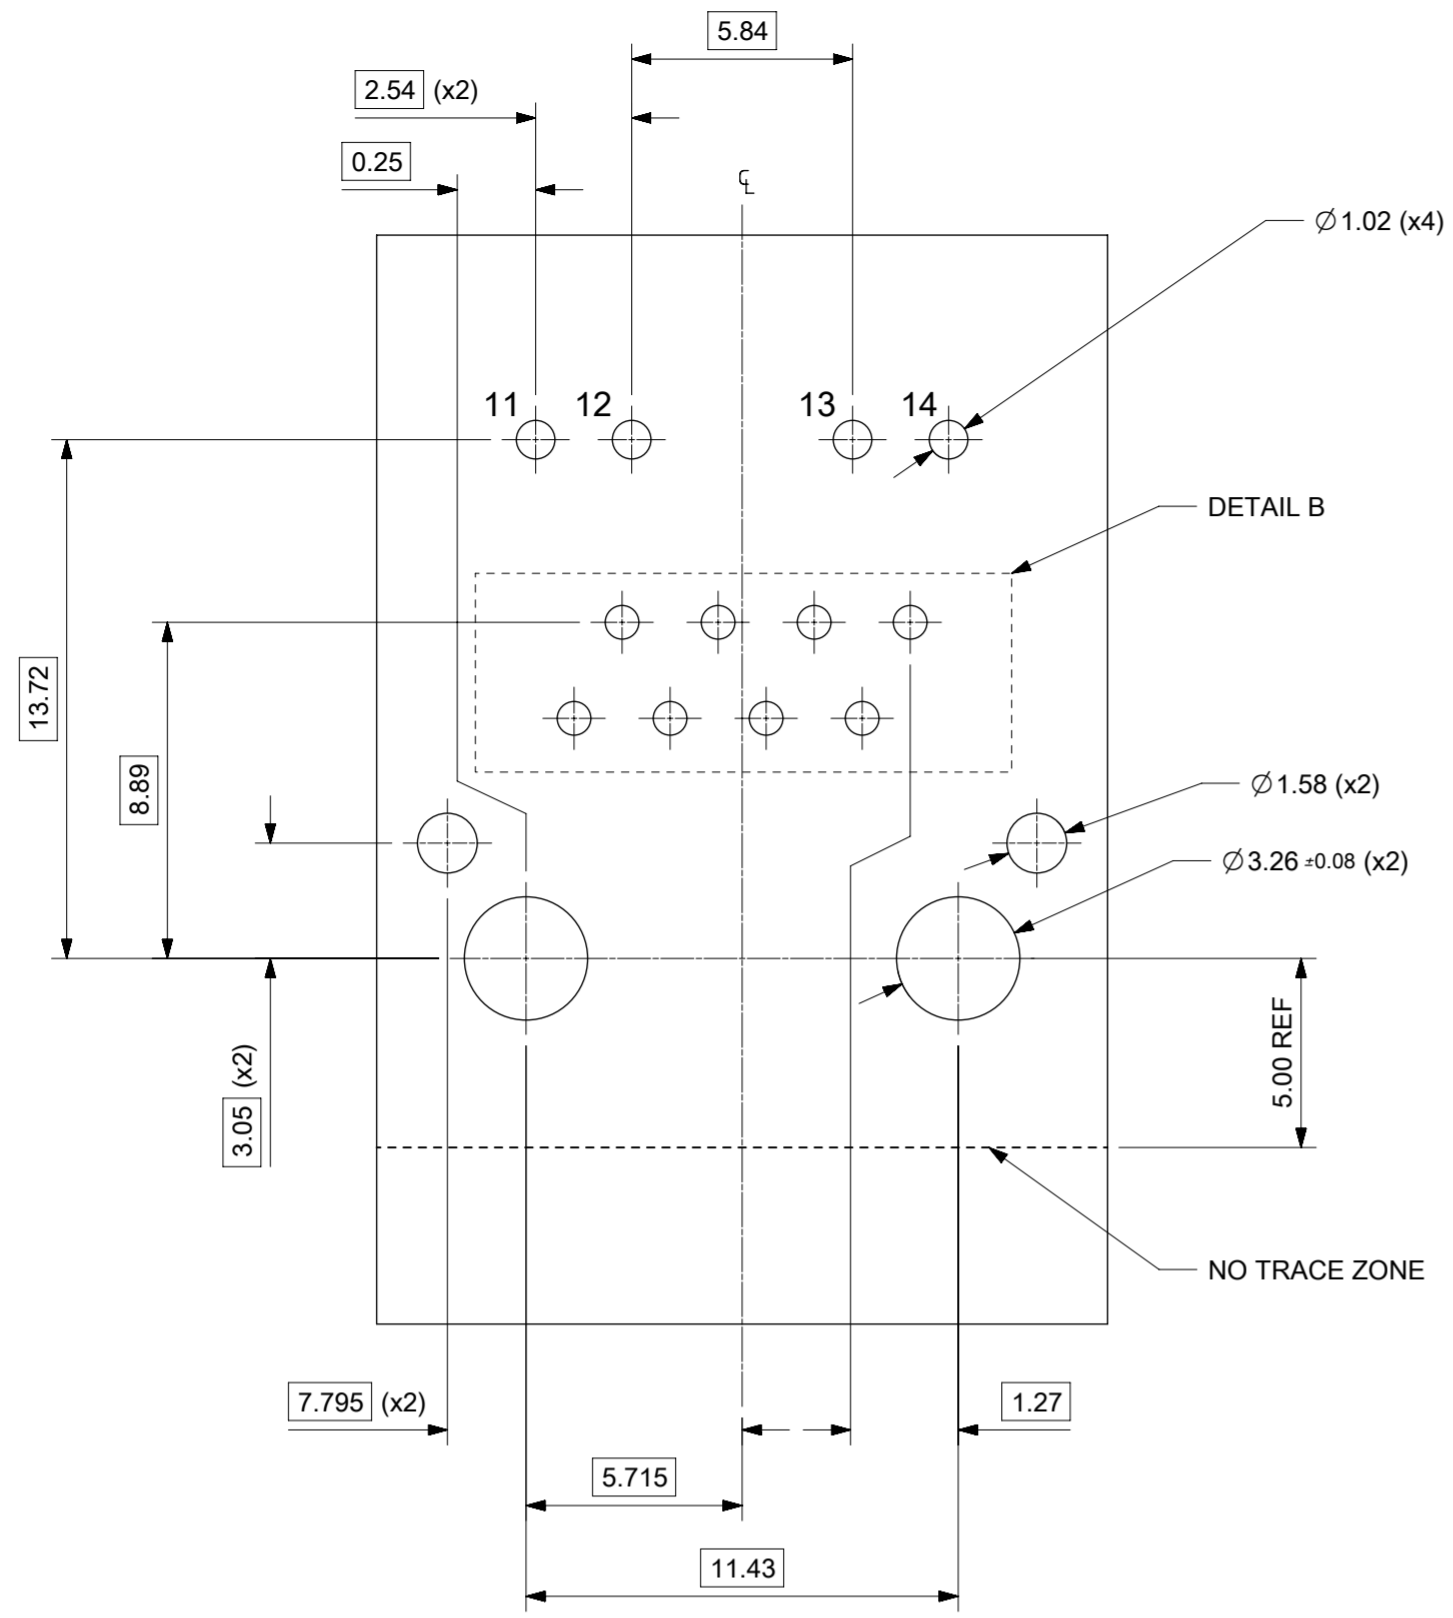 5.84
2.54 (x2)
0.25
℄
⌀1.02 (x4)
11 12 13 14
DETAIL B
13.72
8.89
⌀1.58 (x2)
⌀3.26 ±0.08 (x2)
3.05 (x2)
5.00 REF
NO TRACE ZONE
7.795 (x2)
1.27
5.715
11.43